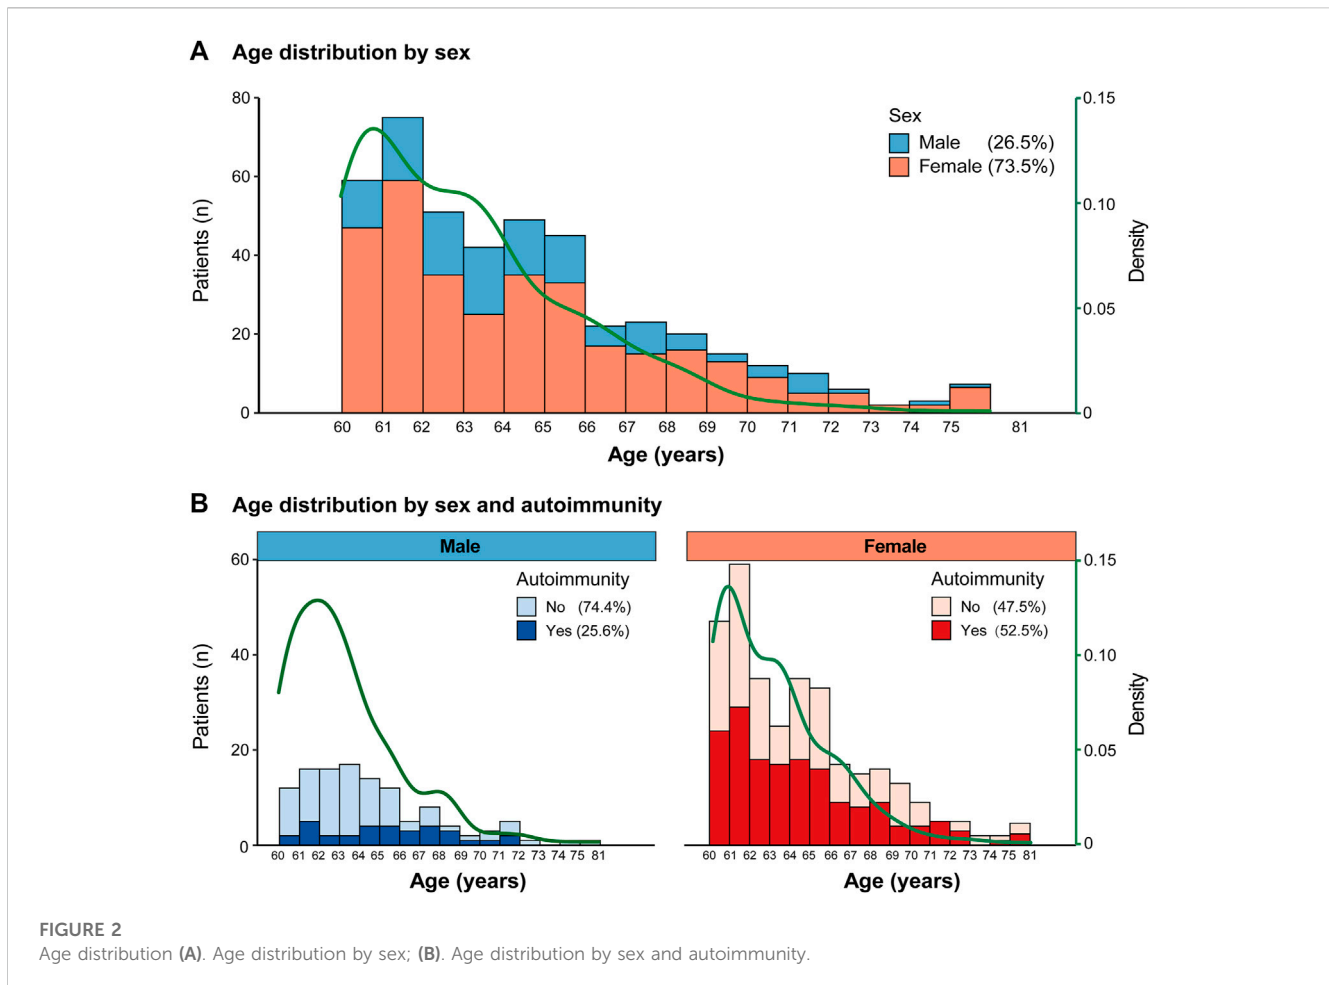 A Age distribution by sex
80
60
40
20
0
Patients (n)
0.15
0.10
0.05
0
Density
Sex
Male (26.5%)
Female (73.5%)
60 61 62 63 64 65 66 67 68 69 70 71 72 73 74 75 81
Age (years)
B Age distribution by sex and autoimmunity
Male
Female
60
40
20
0
Patients (n)
Autoimmunity
No (74.4%)
Yes (25.6%)
Autoimmunity
No (47.5%)
Yes (52.5%)
0.15
0.10
0.05
0
Density
60 61 62 63 64 65 66 67 68 69 70 71 72 73 74 75 81
60 61 62 63 64 65 66 67 68 69 70 71 72 73 74 75 81
Age (years)
Age (years)
FIGURE 2
Age distribution (A). Age distribution by sex; (B). Age distribution by sex and autoimmunity.